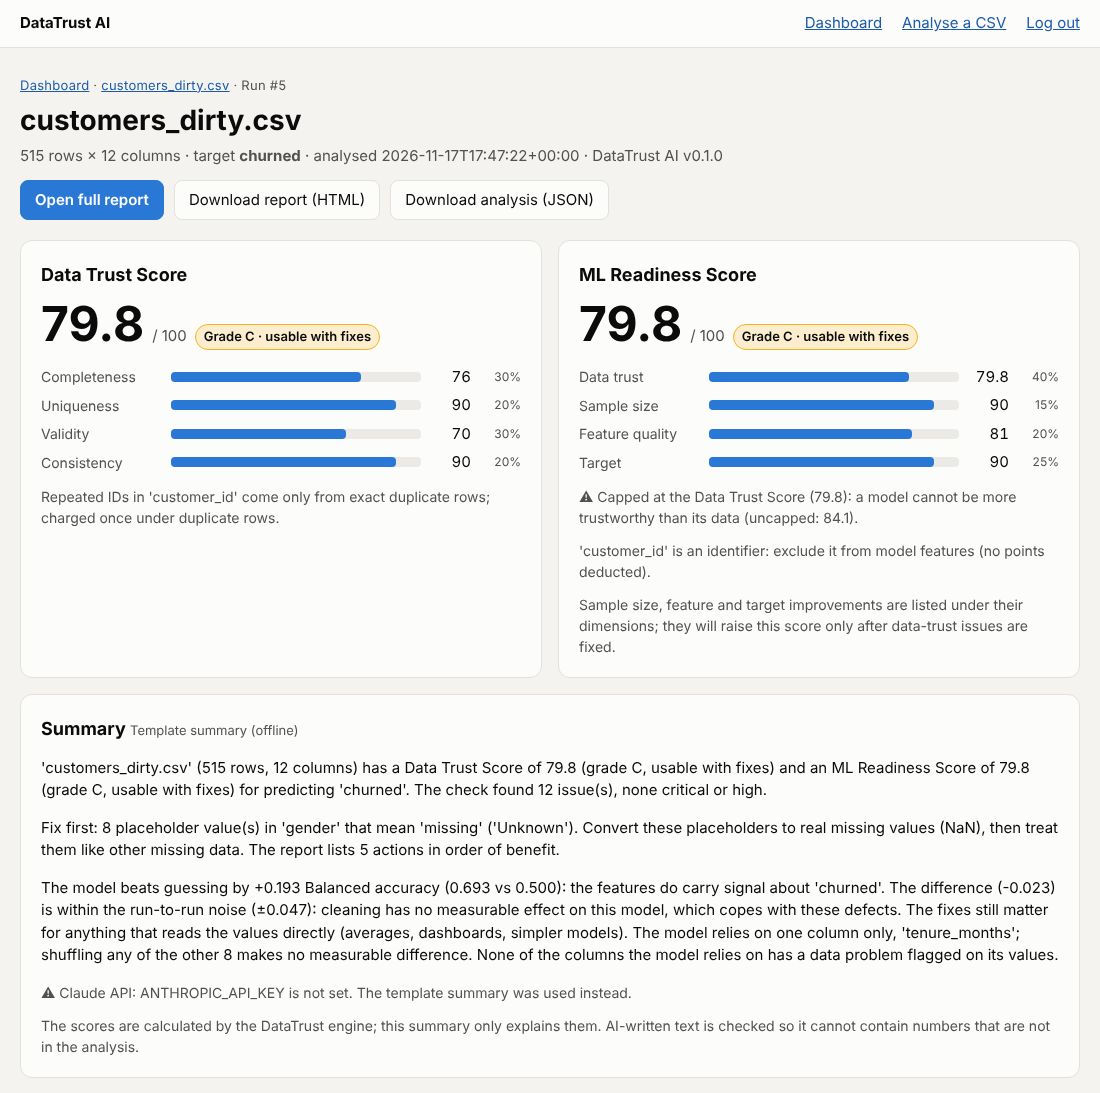 DataTrust AI
Dashboard Analyse a CSV Log out
Dashboard · customers_dirty.csv · Run #5
customers_dirty.csv
515 rows × 12 columns · target churned · analysed 2026-11-17T17:47:22+00:00 · DataTrust AI v0.1.0
Open full report Download report (HTML) Download analysis (JSON)
Data Trust Score
79.8 / 100 Grade C · usable with fixes
Completeness 76 30%
Uniqueness 90 20%
Validity 70 30%
Consistency 90 20%
Repeated IDs in 'customer_id' come only from exact duplicate rows;
charged once under duplicate rows.
ML Readiness Score
79.8 / 100 Grade C · usable with fixes
Data trust 79.8 40%
Sample size 90 15%
Feature quality 81 20%
Target 90 25%
⚠ Capped at the Data Trust Score (79.8): a model cannot be more
trustworthy than its data (uncapped: 84.1).
'customer_id' is an identifier: exclude it from model features (no points
deducted).
Sample size, feature and target improvements are listed under their
dimensions; they will raise this score only after data-trust issues are
fixed.
Summary Template summary (offline)
'customers_dirty.csv' (515 rows, 12 columns) has a Data Trust Score of 79.8 (grade C, usable with fixes) and an ML Readiness Score of 79.8
(grade C, usable with fixes) for predicting 'churned'. The check found 12 issue(s), none critical or high.
Fix first: 8 placeholder value(s) in 'gender' that mean 'missing' ('Unknown'). Convert these placeholders to real missing values (NaN), then treat
them like other missing data. The report lists 5 actions in order of benefit.
The model beats guessing by +0.193 Balanced accuracy (0.693 vs 0.500): the features do carry signal about 'churned'. The difference (-0.023)
is within the run-to-run noise (±0.047): cleaning has no measurable effect on this model, which copes with these defects. The fixes still matter
for anything that reads the values directly (averages, dashboards, simpler models). The model relies on one column only, 'tenure_months';
shuffling any of the other 8 makes no measurable difference. None of the columns the model relies on has a data problem flagged on its values.
⚠ Claude API: ANTHROPIC_API_KEY is not set. The template summary was used instead.
The scores are calculated by the DataTrust engine; this summary only explains them. AI-written text is checked so it cannot contain numbers that are not
in the analysis.